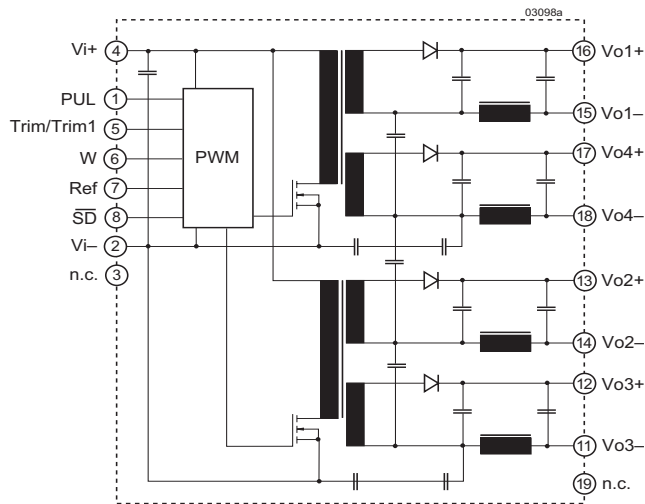 03098a
Vi+ 4
PUL 1
Trim/Trim1 5
W 6
Ref 7
SD 8
Vi– 2
n.c. 3
PWM
16 Vo1+
15 Vo1–
17 Vo4+
18 Vo4–
13 Vo2+
14 Vo2–
12 Vo3+
11 Vo3–
19 n.c.